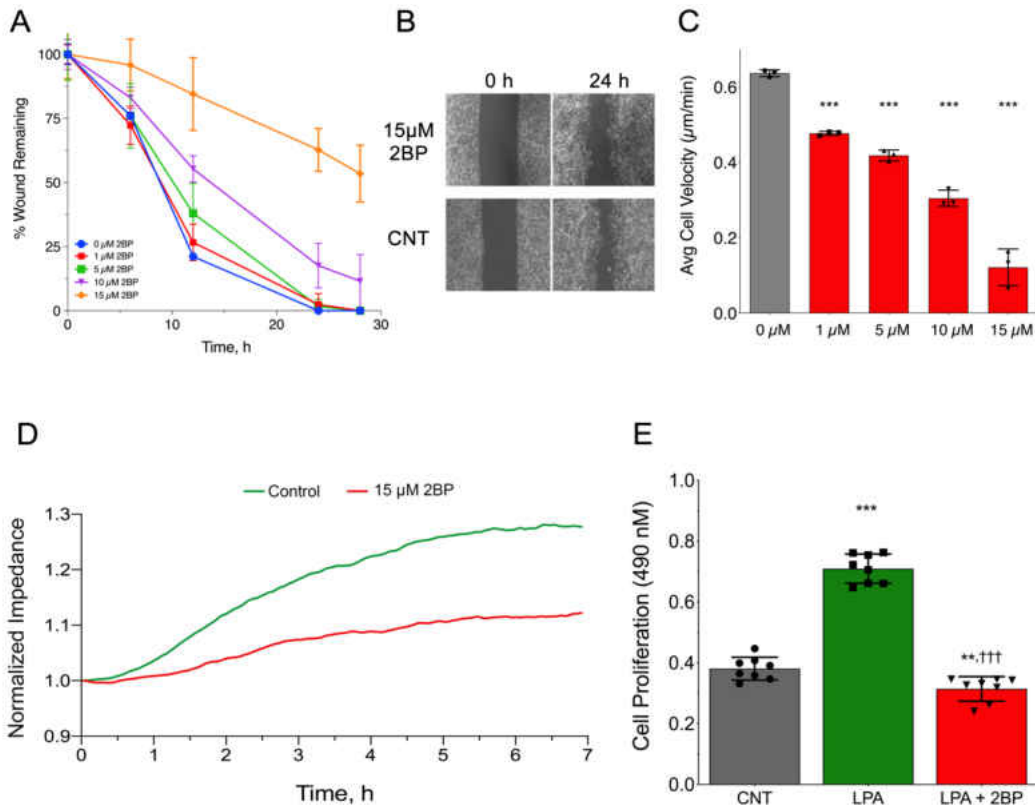 A
% Wound Remaining
100
75
50
25
0
0 µM 2BP
1 µM 2BP
5 µM 2BP
10 µM 2BP
15 µM 2BP
0
10
20
30
Time, h
B
0 h
24 h
15µM
2BP
CNT
C
Avg Cell Velocity (µm/min)
0.6
0.4
0.2
0.0
***
***
***
***
0 µM
1 µM
5 µM
10 µM
15 µM
D
Control
15 µM 2BP
Normalized Impedance
1.3
1.2
1.1
1.0
0.9
0
1
2
3
4
5
6
7
Time, h
E
Cell Proliferation (490 nM)
1.0
0.8
0.6
0.4
0.2
0.0
***
**,†††
CNT
LPA
LPA + 2BP